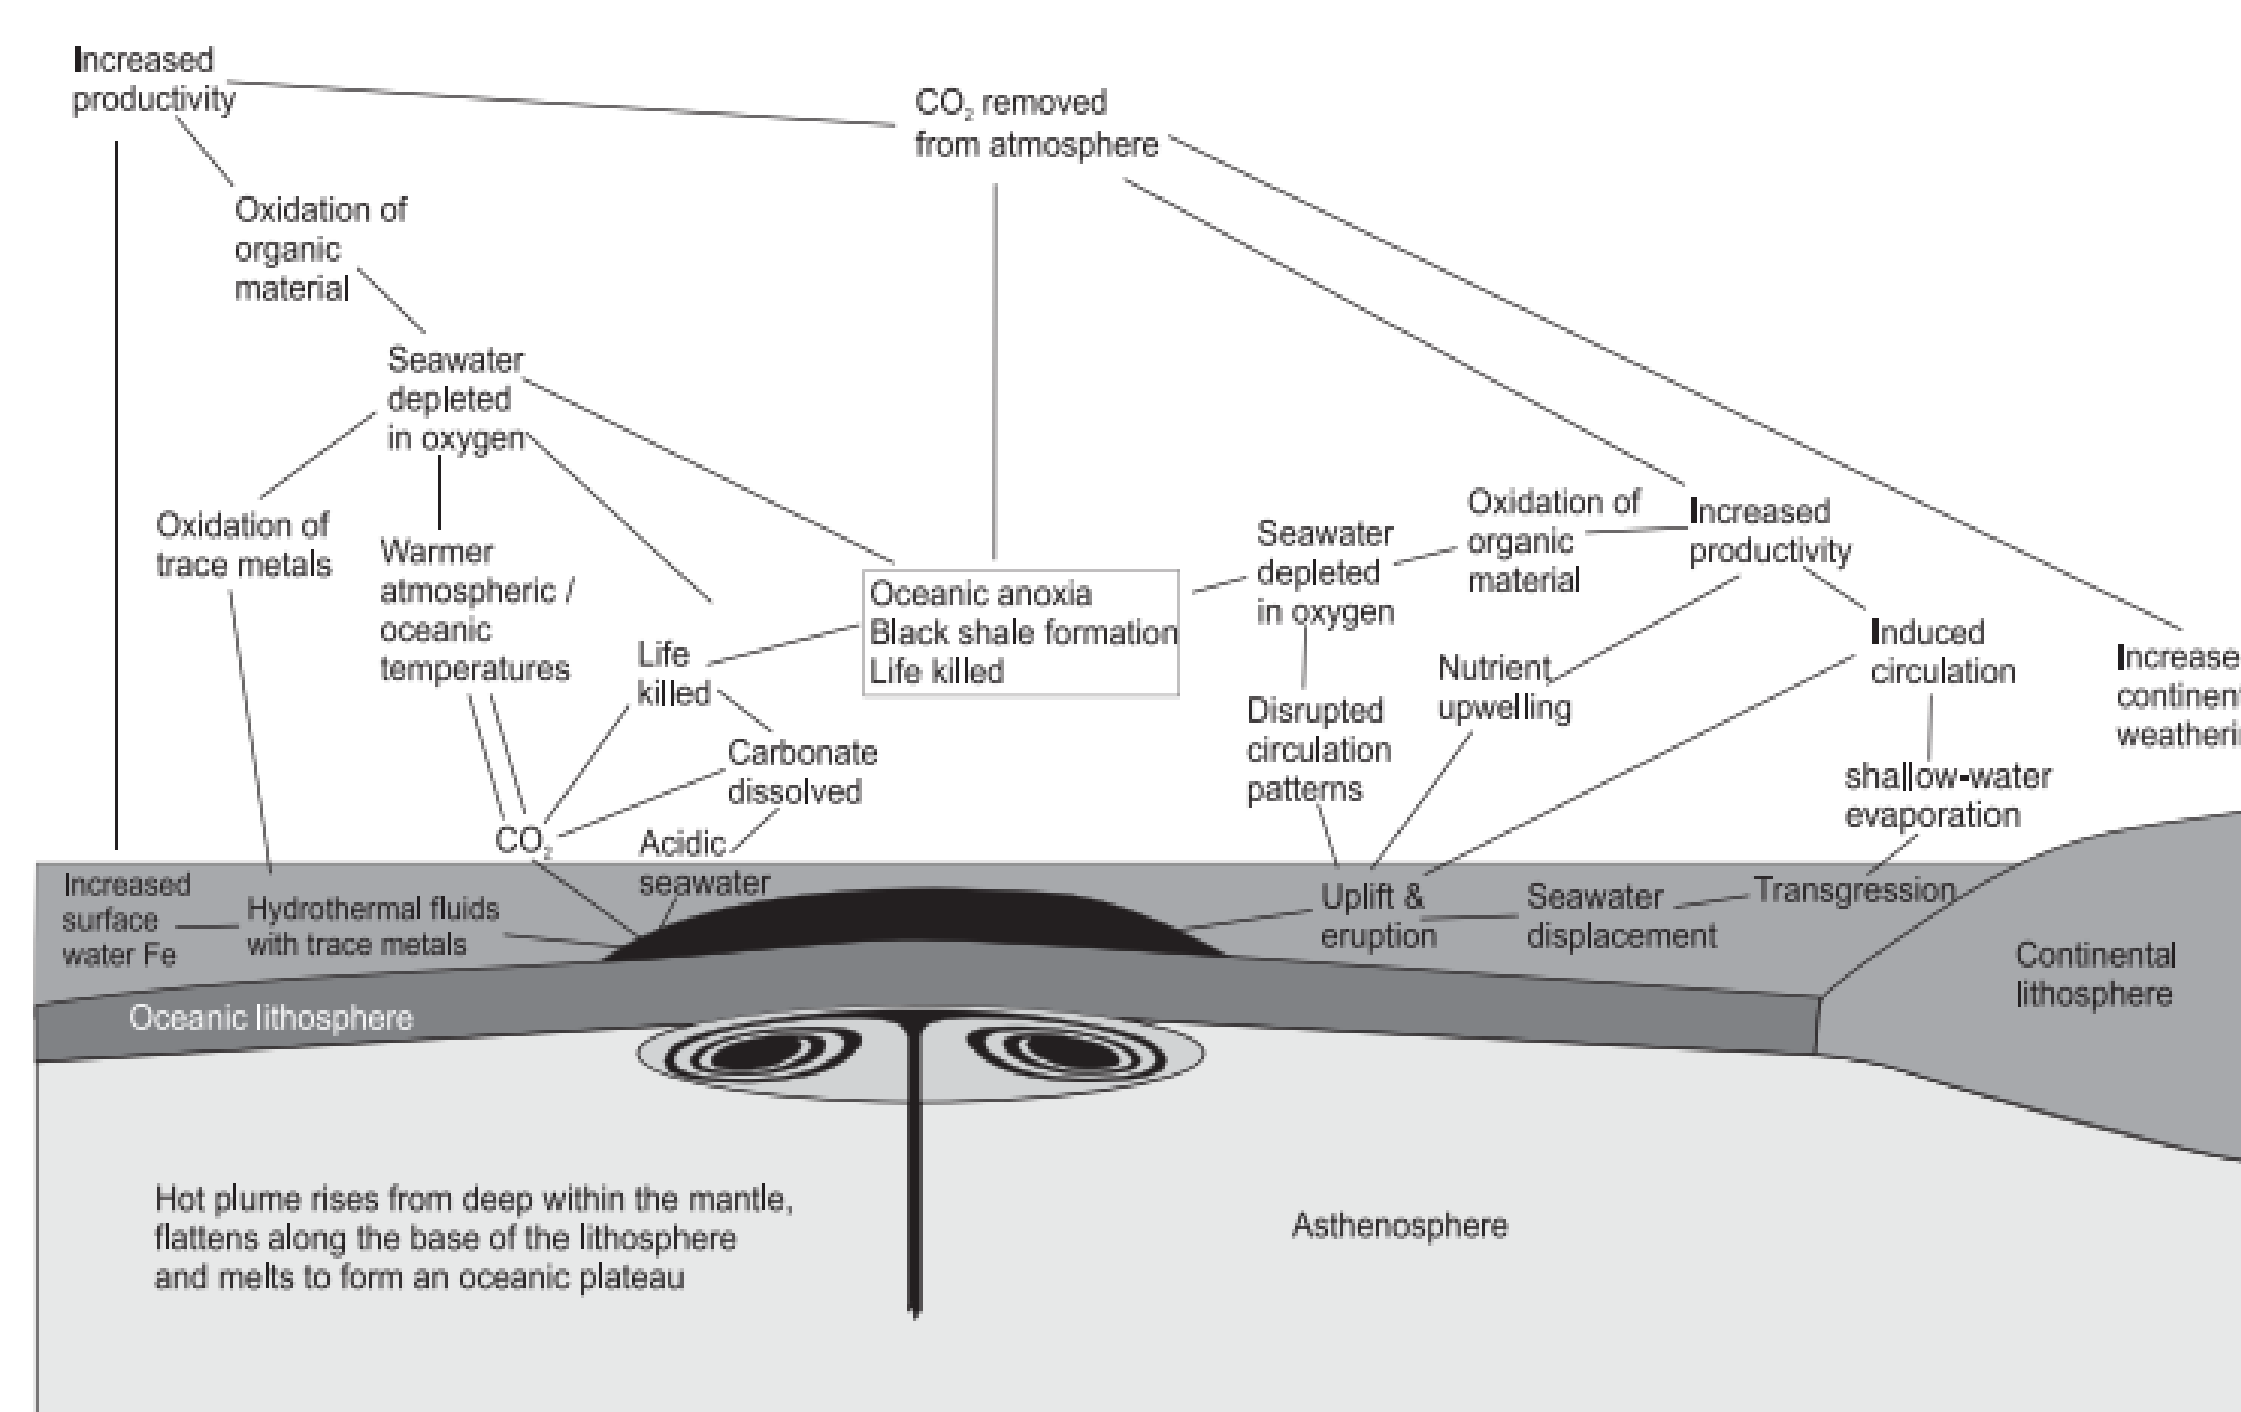 Increased
productivity
CO₂ removed
from atmosphere
Oxidation of
organic
material
Seawater
depleted
in oxygen
Oxidation of
trace metals
Warmer
atmospheric /
oceanic
temperatures
Life
killed
Carbonate
dissolved
CO₂
Acidic
seawater
Oceanic anoxia
Black shale formation
Life killed
Seawater
depleted
in oxygen
Oxidation of
organic
material
Increased
productivity
Disrupted
circulation
patterns
Nutrient
upwelling
Induced
circulation
shallow-water
evaporation
Increase
continen
weatheri
Increased
surface
water Fe
Hydrothermal fluids
with trace metals
Uplift &
eruption
Seawater
displacement
Transgression
Continental
lithosphere
Oceanic lithosphere
Hot plume rises from deep within the mantle,
flattens along the base of the lithosphere
and melts to form an oceanic plateau
Asthenosphere